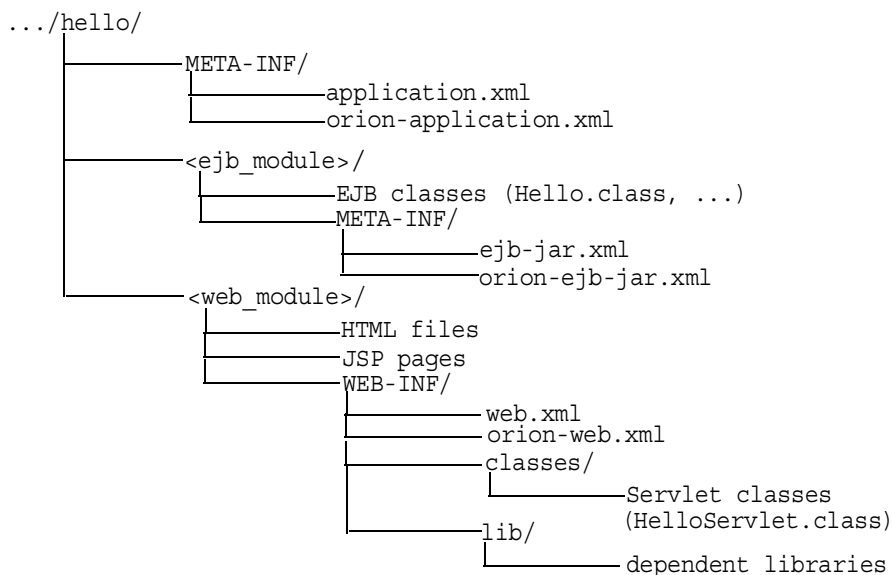 .../hello/
META-INF/
application.xml
orion-application.xml
<ejb_module>/
EJB classes (Hello.class, ...)
META-INF/
ejb-jar.xml
orion-ejb-jar.xml
<web_module>/
HTML files
JSP pages
WEB-INF/
web.xml
orion-web.xml
classes/
Servlet classes
(HelloServlet.class)
lib/
dependent libraries